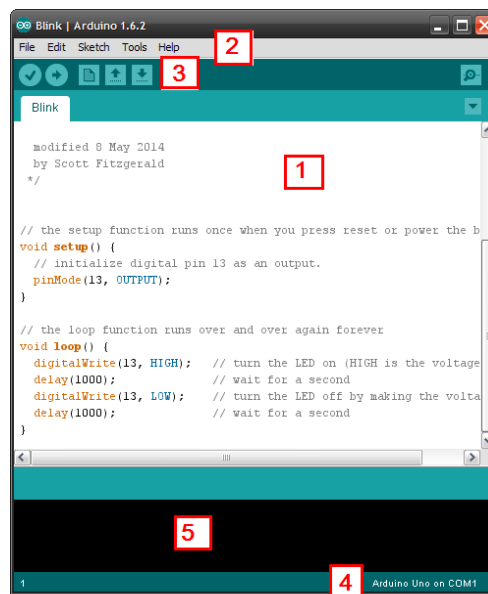 Blink | Arduino 1.6.2
File Edit Sketch Tools Help
2
3
Blink
modified 8 May 2014
by Scott Fitzgerald
*/
1
// the setup function runs once when you press reset or power the b
void setup() {
// initialize digital pin 13 as an output.
pinMode(13, OUTPUT);
}
// the loop function runs over and over again forever
void loop() {
digitalWrite(13, HIGH); // turn the LED on (HIGH is the voltage
delay(1000); // wait for a second
digitalWrite(13, LOW); // turn the LED off by making the volta
delay(1000); // wait for a second
}
5
1
4
Arduino Uno on COM1